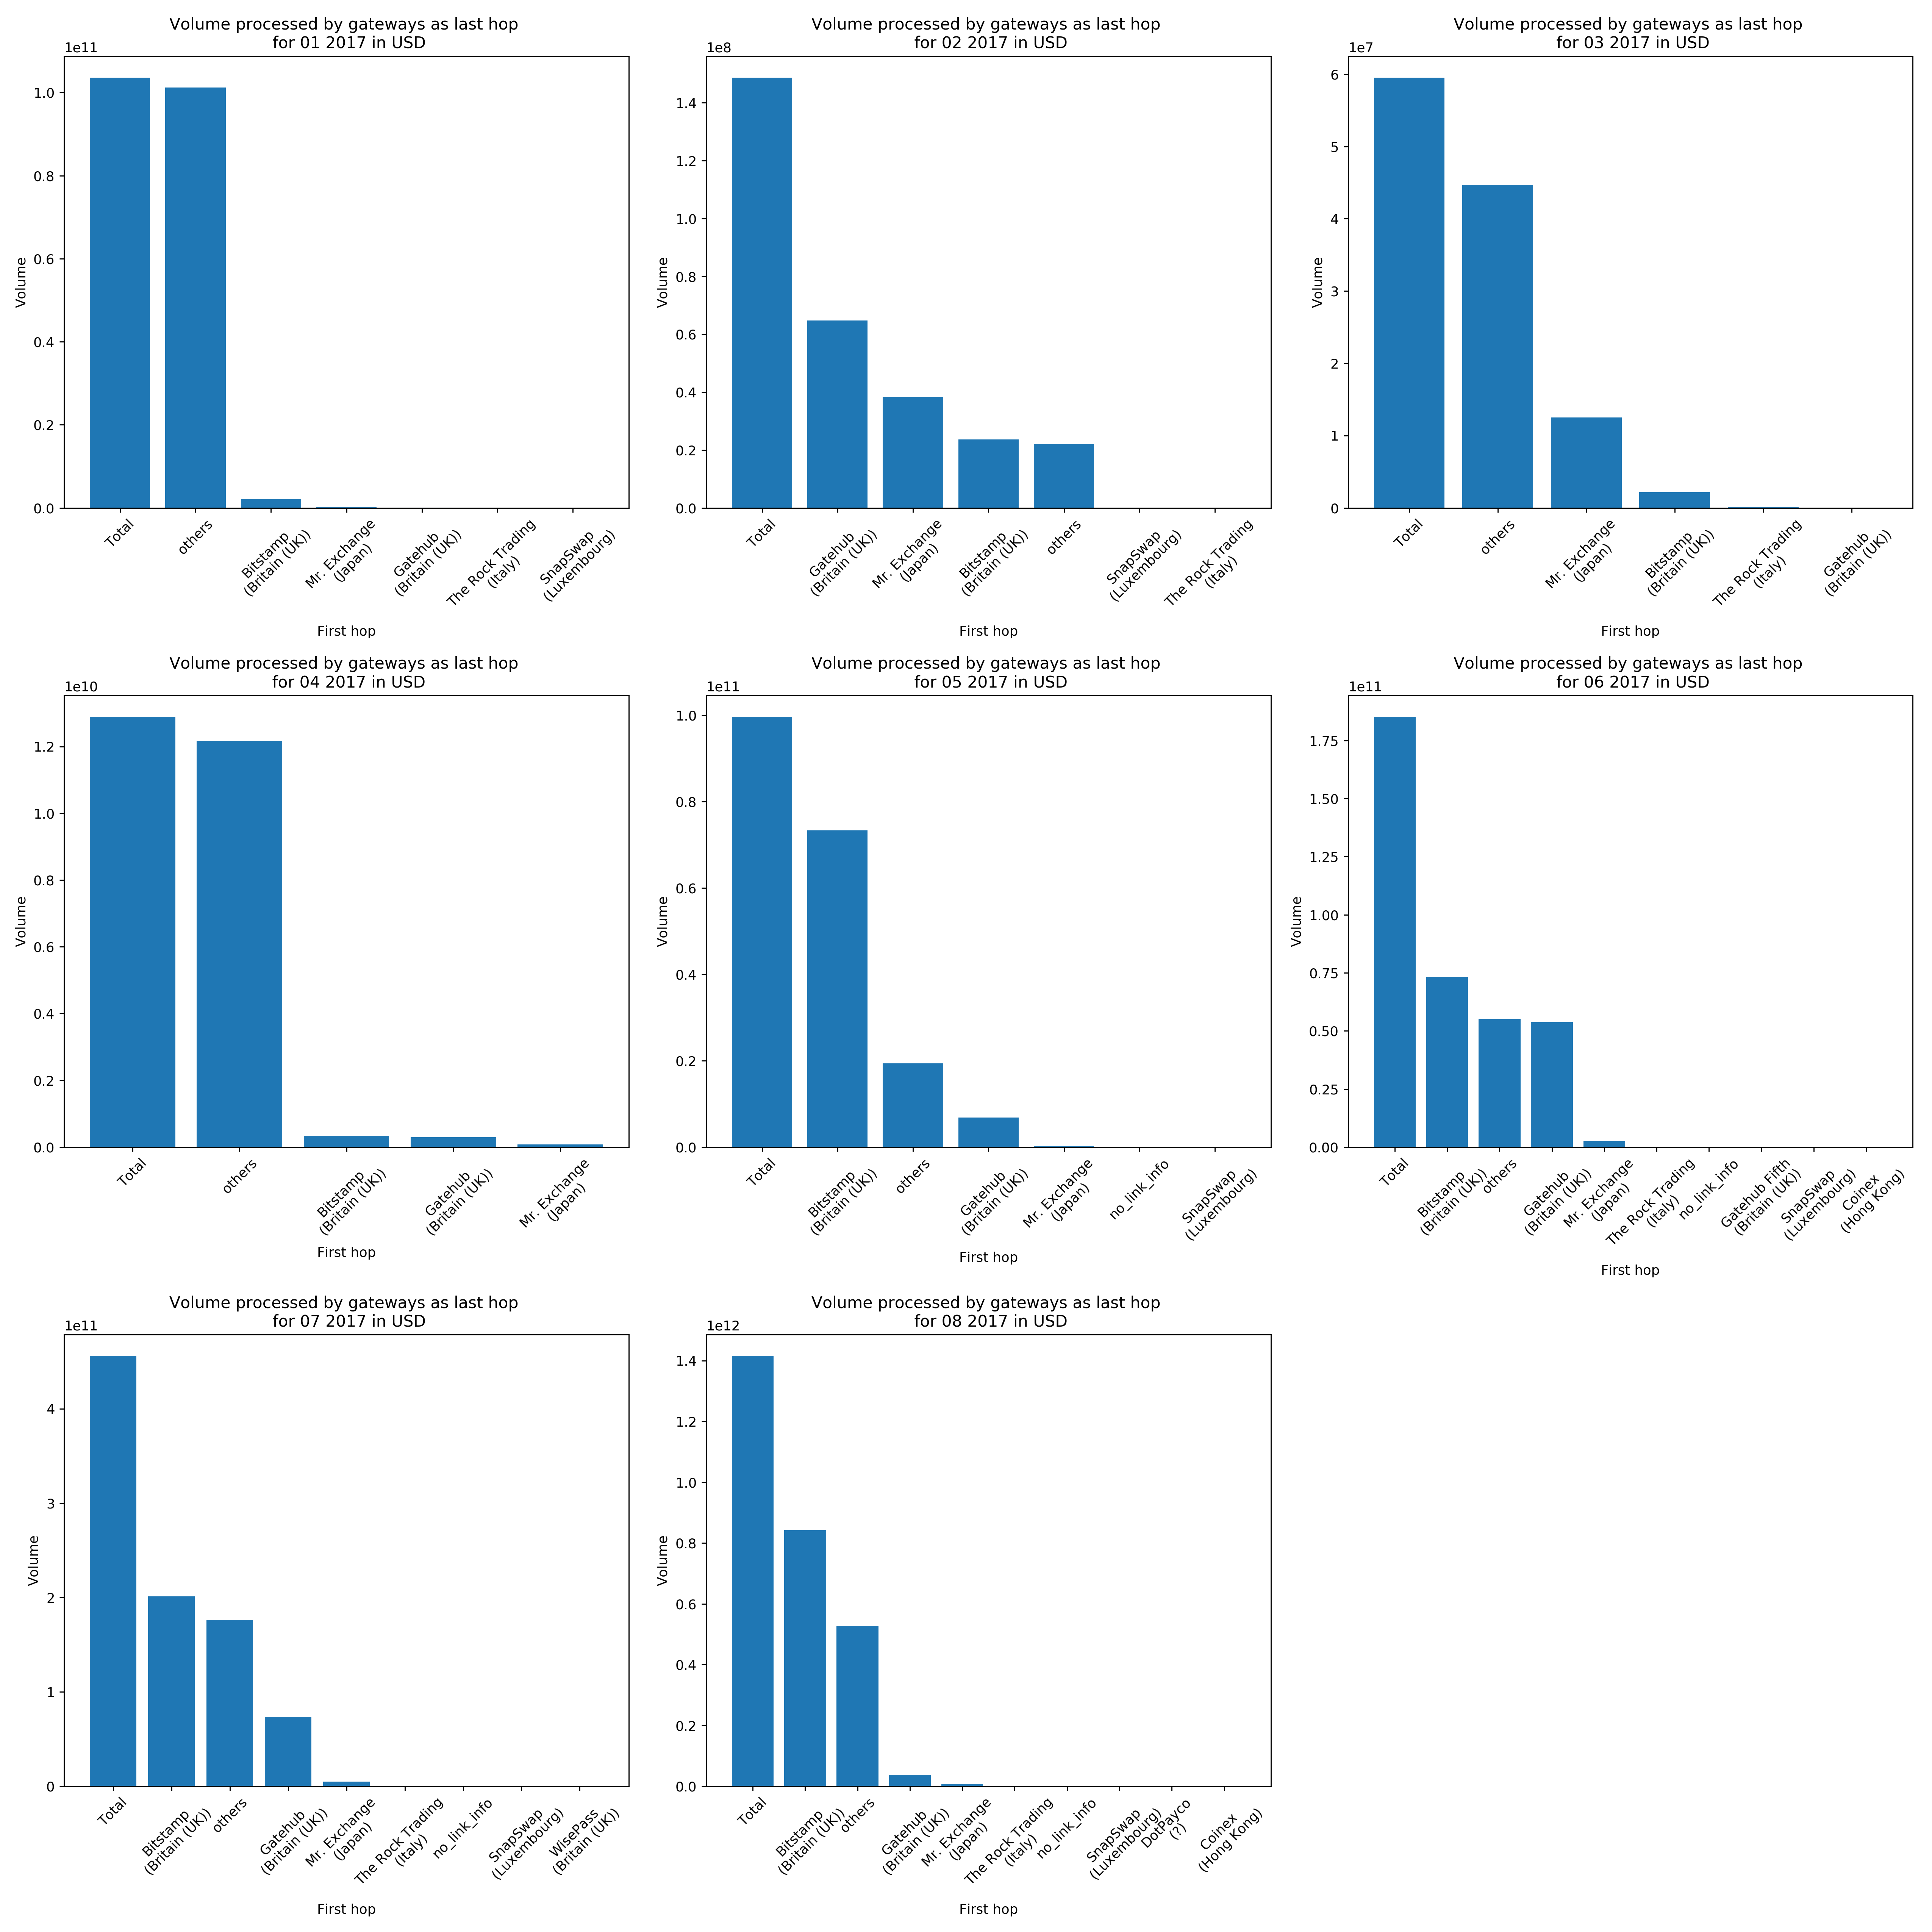 Volume processed by gateways as last hop
for 01 2017 in USD
1e11
1.0
0.8
0.6
0.4
0.2
0.0
Volume
Total
others
Bitstamp
(Britain (UK))
Mr. Exchange
(Japan)
Gatehub
(Britain (UK))
The Rock Trading
(Italy)
SnapSwap
(Luxembourg)
First hop
Volume processed by gateways as last hop
for 02 2017 in USD
1e8
1.4
1.2
1.0
0.8
0.6
0.4
0.2
0.0
Volume
Total
Gatehub
(Britain (UK))
Mr. Exchange
(Japan)
Bitstamp
(Britain (UK))
others
SnapSwap
(Luxembourg)
The Rock Trading
(Italy)
First hop
Volume processed by gateways as last hop
for 03 2017 in USD
1e7
6
5
4
3
2
1
0
Volume
Total
others
Mr. Exchange
(Japan)
Bitstamp
(Britain (UK))
The Rock Trading
(Italy)
Gatehub
(Britain (UK))
First hop
Volume processed by gateways as last hop
for 04 2017 in USD
1e10
1.2
1.0
0.8
0.6
0.4
0.2
0.0
Volume
Total
others
Bitstamp
(Britain (UK))
Gatehub
(Britain (UK))
Mr. Exchange
(Japan)
First hop
Volume processed by gateways as last hop
for 05 2017 in USD
1e11
1.0
0.8
0.6
0.4
0.2
0.0
Volume
Total
Bitstamp
(Britain (UK))
others
Gatehub
(Britain (UK))
Mr. Exchange
(Japan)
no_link_info
SnapSwap
(Luxembourg)
First hop
Volume processed by gateways as last hop
for 06 2017 in USD
1e11
1.75
1.50
1.25
1.00
0.75
0.50
0.25
0.00
Volume
Total
Bitstamp
(Britain (UK))
others
Gatehub
(Britain (UK))
Mr. Exchange
(Japan)
The Rock Trading
(Italy)
no_link_info
Gatehub Fifth
(Britain (UK))
SnapSwap
(Luxembourg)
Coinex
(Hong Kong)
First hop
Volume processed by gateways as last hop
for 07 2017 in USD
1e11
4
3
2
1
0
Volume
Total
Bitstamp
(Britain (UK))
others
Gatehub
(Britain (UK))
Mr. Exchange
(Japan)
The Rock Trading
(Italy)
no_link_info
SnapSwap
(Luxembourg)
WisePass
(Britain (UK))
First hop
Volume processed by gateways as last hop
for 08 2017 in USD
1e12
1.4
1.2
1.0
0.8
0.6
0.4
0.2
0.0
Volume
Total
Bitstamp
(Britain (UK))
others
Gatehub
(Britain (UK))
Mr. Exchange
(Japan)
The Rock Trading
(Italy)
no_link_info
SnapSwap
(Luxembourg)
DotPayco
(?)
Coinex
(Hong Kong)
First hop